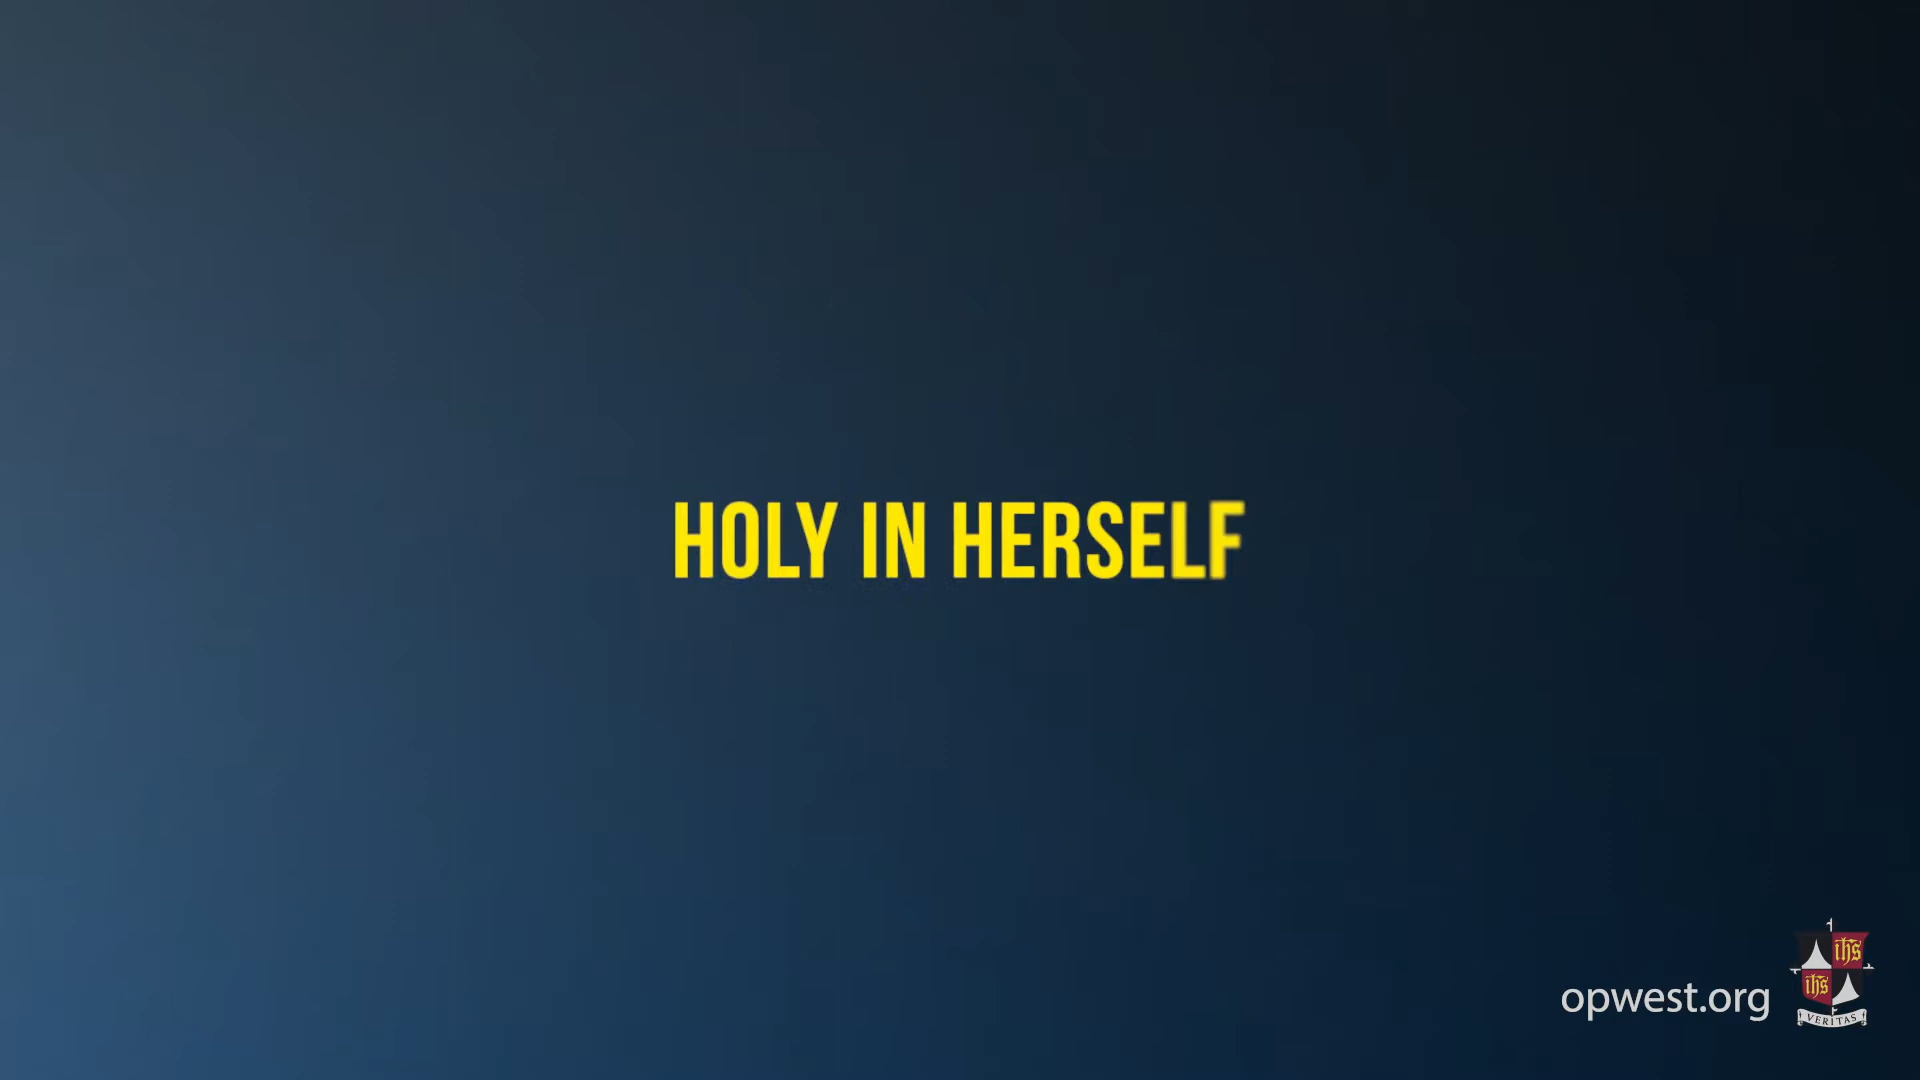 HOLY IN HERSELF
opwest.org
ihs
ihs
VERITAS